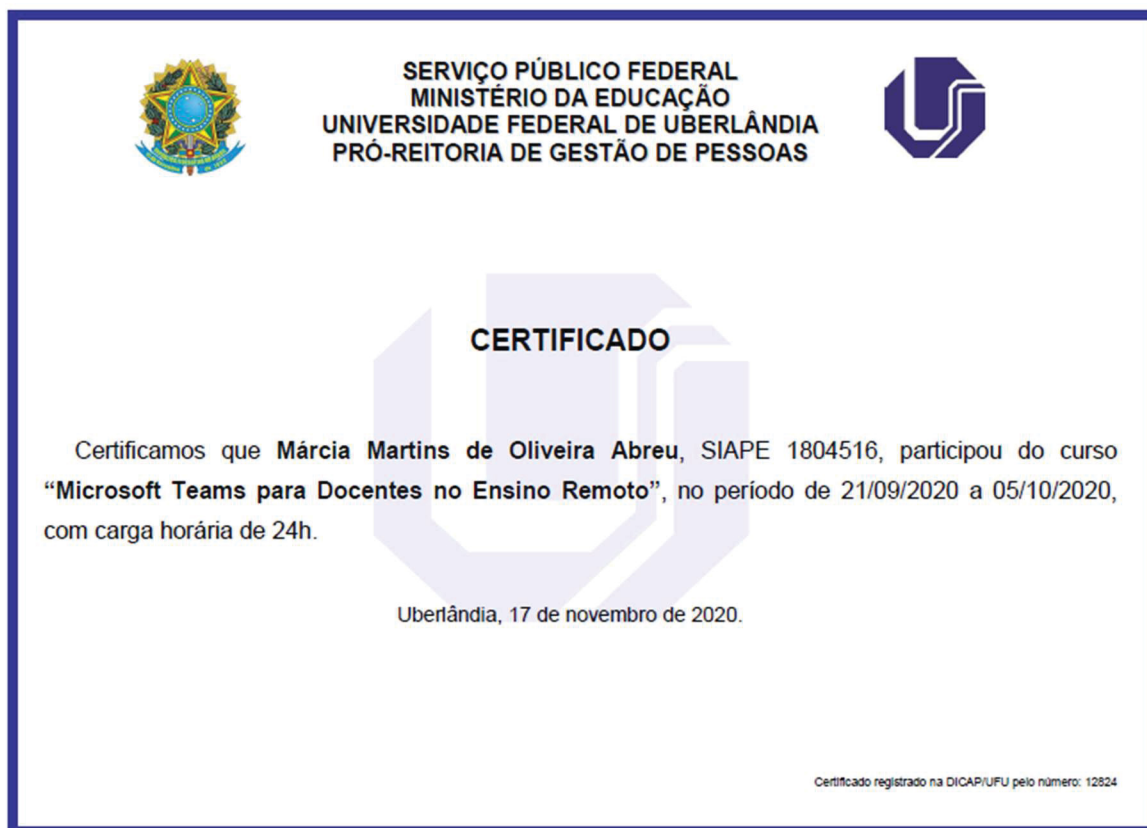 SERVIÇO PÚBLICO FEDERAL
MINISTÉRIO DA EDUCAÇÃO
UNIVERSIDADE FEDERAL DE UBERLÂNDIA
PRÓ-REITORIA DE GESTÃO DE PESSOAS
CERTIFICADO
Certificamos que Márcia Martins de Oliveira Abreu, SIAPE 1804516, participou do curso
“Microsoft Teams para Docentes no Ensino Remoto”, no período de 21/09/2020 a 05/10/2020,
com carga horária de 24h.
Uberlândia, 17 de novembro de 2020.
Certificado registrado na DICAP/UFU pelo número: 12824